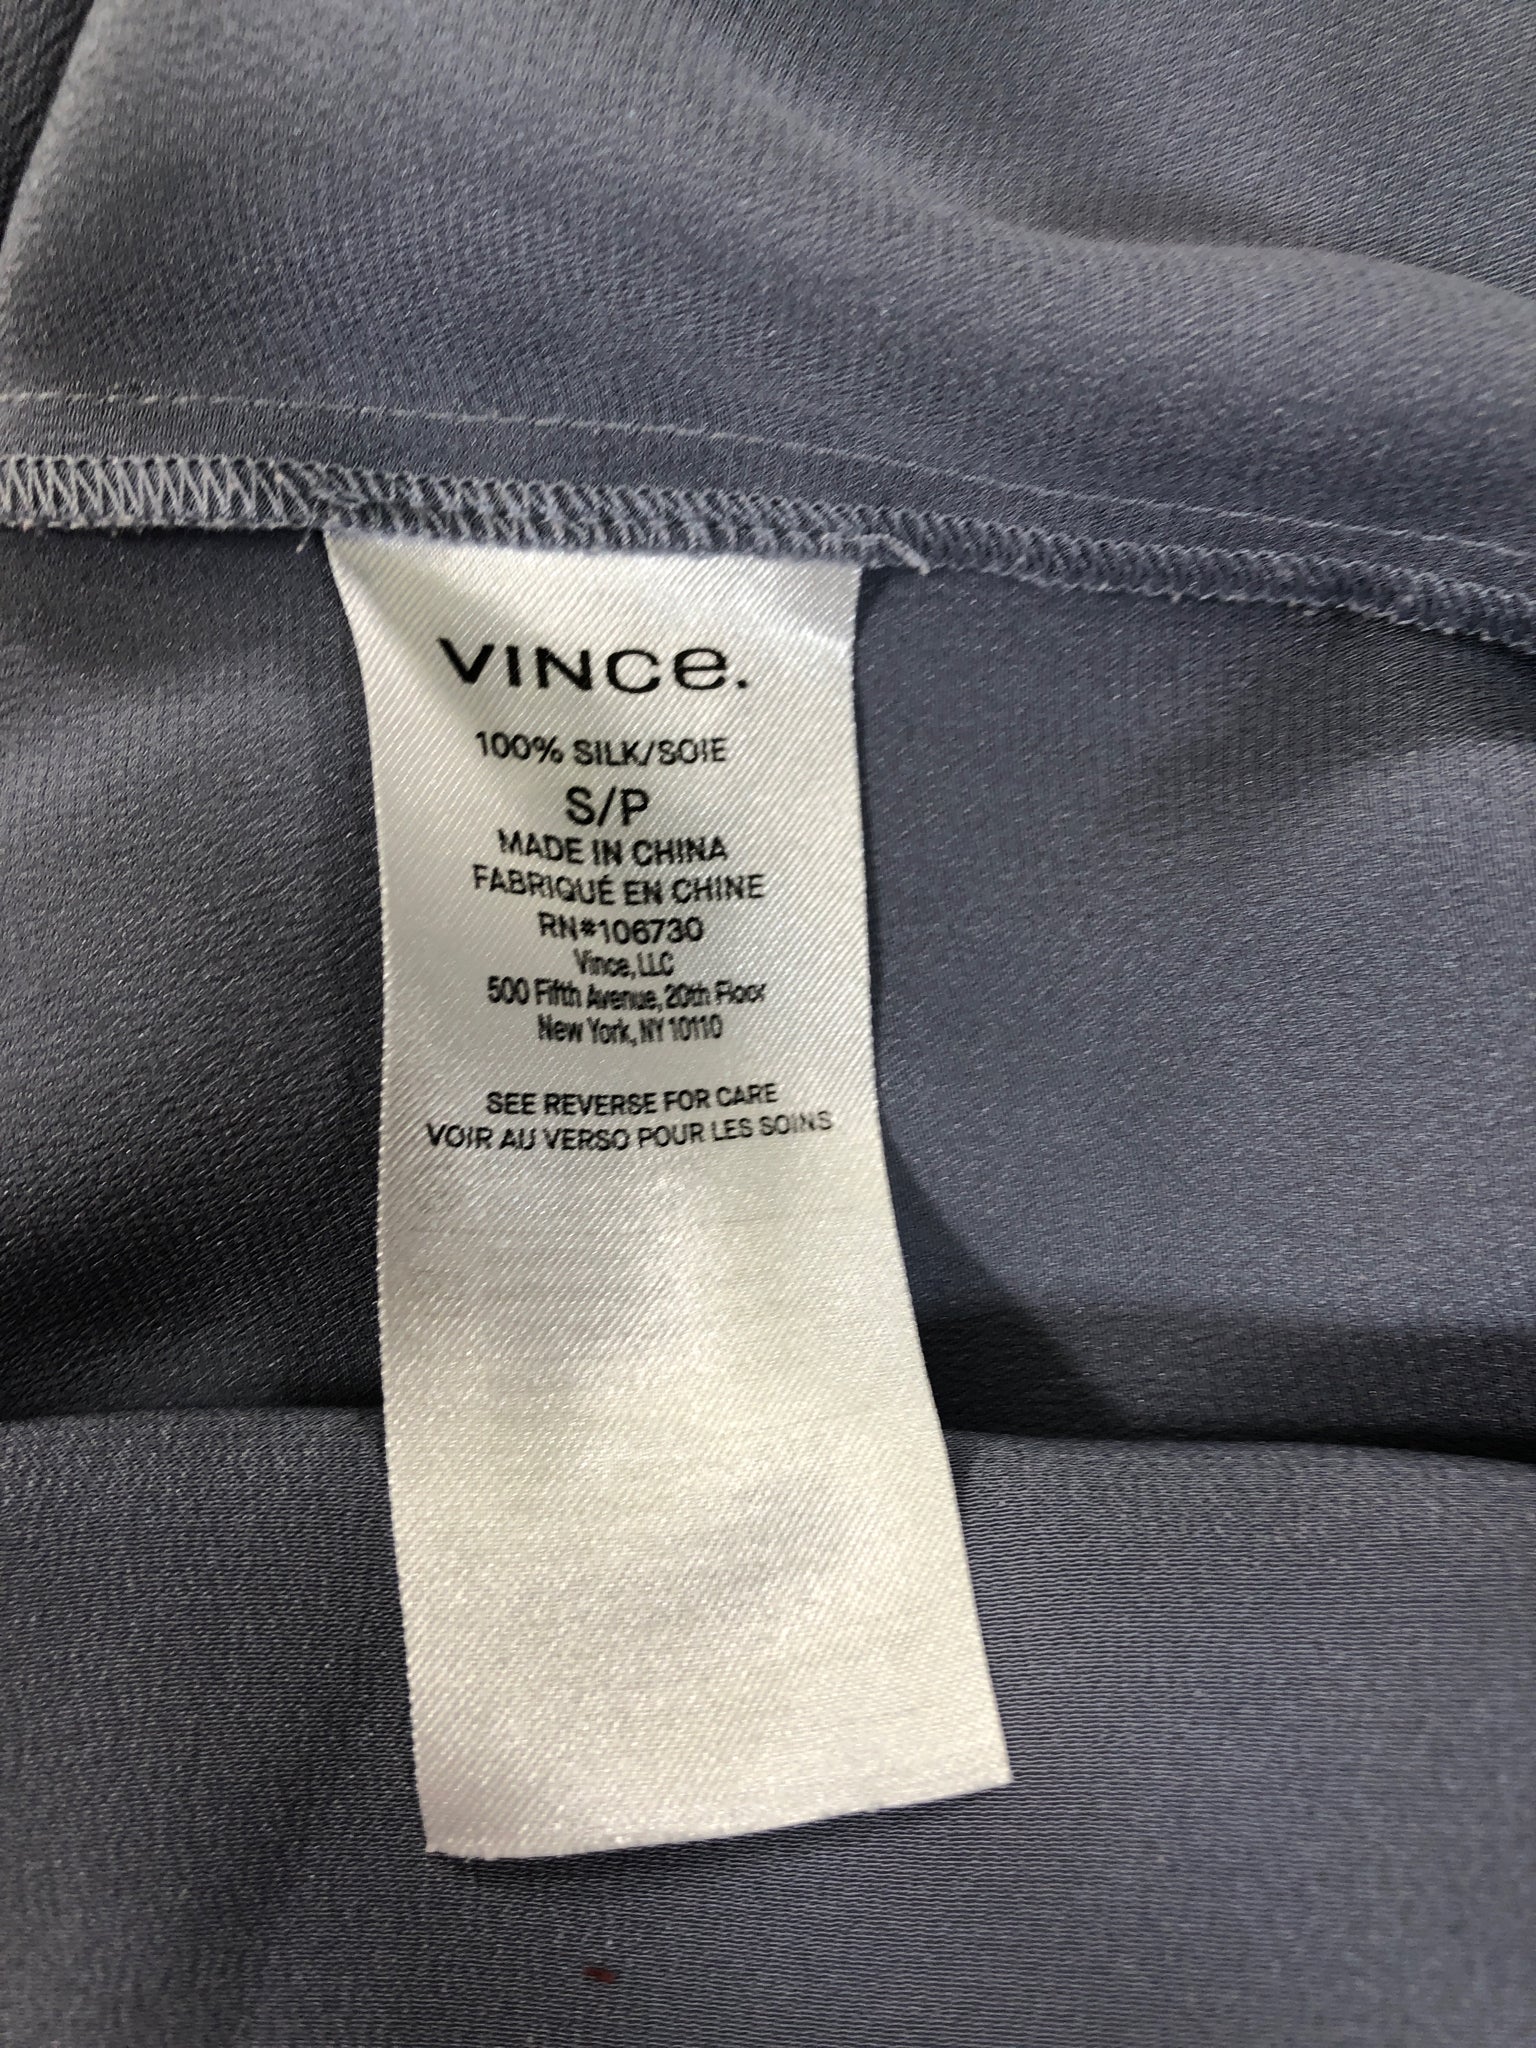 VINCe.
100% SILK/SOIE
S/P
MADE IN CHINA
FABRIQUÉ EN CHINE
RN#106730
Vince, LLC
500 Fifth Avenue, 20th Floor
New York, NY 10110
SEE REVERSE FOR CARE
VOIR AU VERSO POUR LES SOINS